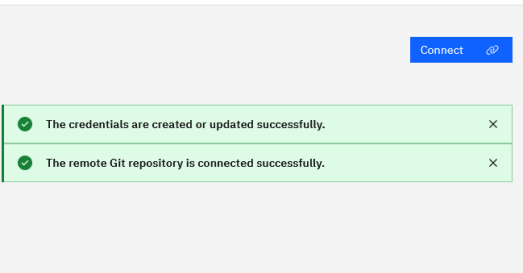 Connect
The credentials are created or updated successfully.
The remote Git repository is connected successfully.